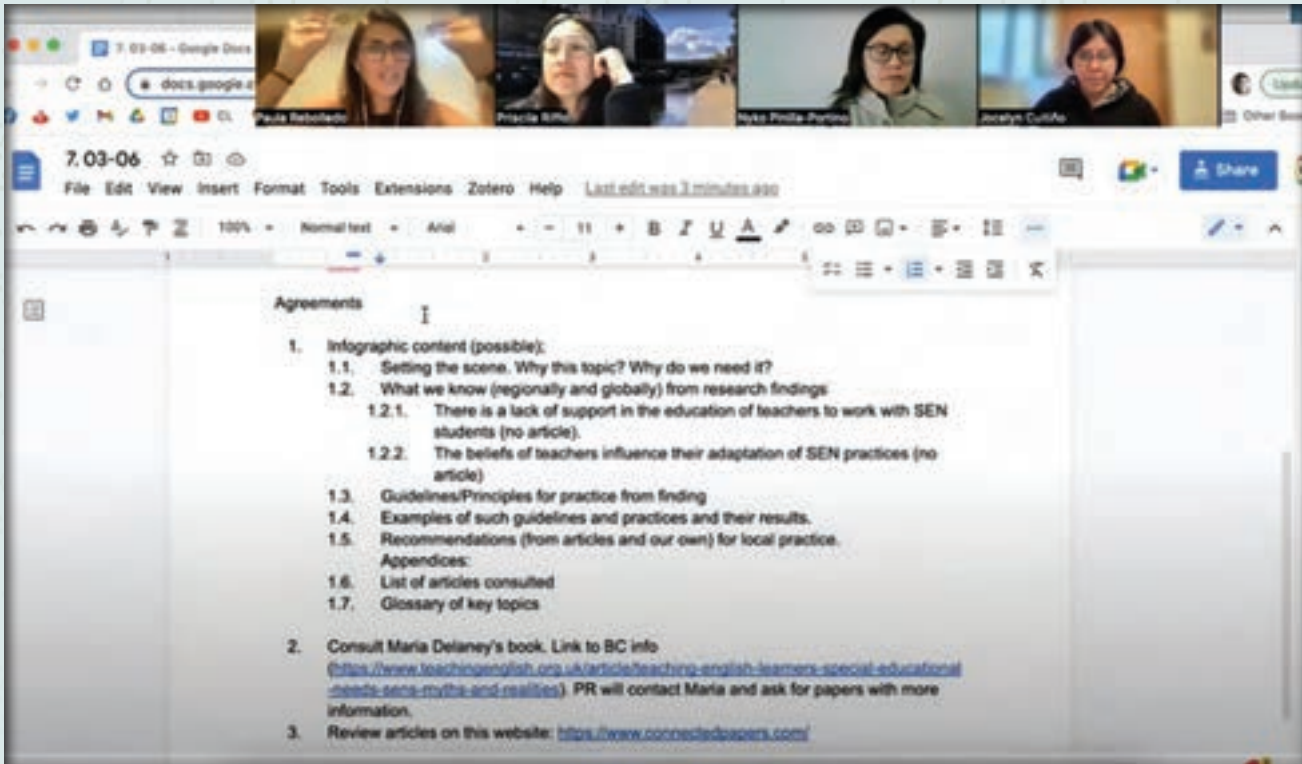 7. 03-06 - Google Docs
docs.google.c
Paula Rebolledo
Priscila Riffo
Nyko Pinilla-Portino
Jocelyn Cuitiño
Other Boo
7. 03-06
Share
File Edit View Insert Format Tools Extensions Zotero Help Last edit was 3 minutes ago
100% Normal text Arial 11 B I U A
Agreements
1. Infographic content (possible);
1.1. Setting the scene. Why this topic? Why do we need it?
1.2. What we know (regionally and globally) from research findings
1.2.1. There is a lack of support in the education of teachers to work with SEN
students (no article).
1.2.2. The beliefs of teachers influence their adaptation of SEN practices (no
article)
1.3. Guidelines/Principles for practice from finding
1.4. Examples of such guidelines and practices and their results.
1.5. Recommendations (from articles and our own) for local practice.
Appendices:
1.6. List of articles consulted
1.7. Glossary of key topics
2. Consult Maria Delaney's book. Link to BC info
(https://www.teachingenglish.org.uk/article/teaching-english-learners-special-educational
-needs-sens-myths-and-realities). PR will contact Maria and ask for papers with more
information.
3. Review articles on this website: https://www.connectedpapers.com/